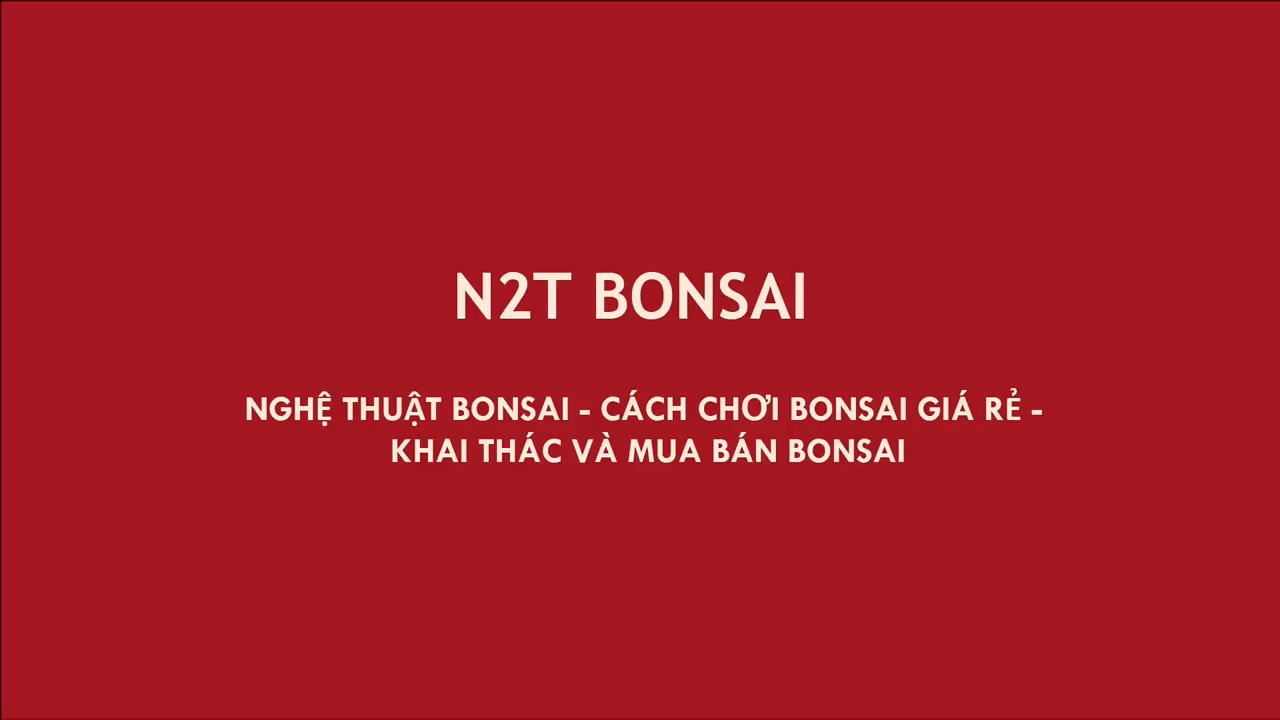 N2T BONSAI
NGHỆ THUẬT BONSAI - CÁCH CHƠI BONSAI GIÁ RẺ -
KHAI THÁC VÀ MUA BÁN BONSAI